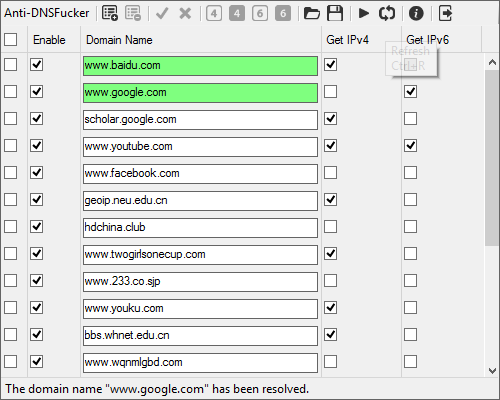 Anti-DNSFucker
4 4 6 6
Enable Domain Name Get IPv4 Get IPv6
Refresh
Ctrl+R
www.baidu.com
www.google.com
scholar.google.com
www.youtube.com
www.facebook.com
geoip.neu.edu.cn
hdchina.club
www.twogirlsonecup.com
www.233.co.sjp
www.youku.com
bbs.whnet.edu.cn
www.wqnmlgbd.com
The domain name "www.google.com" has been resolved.